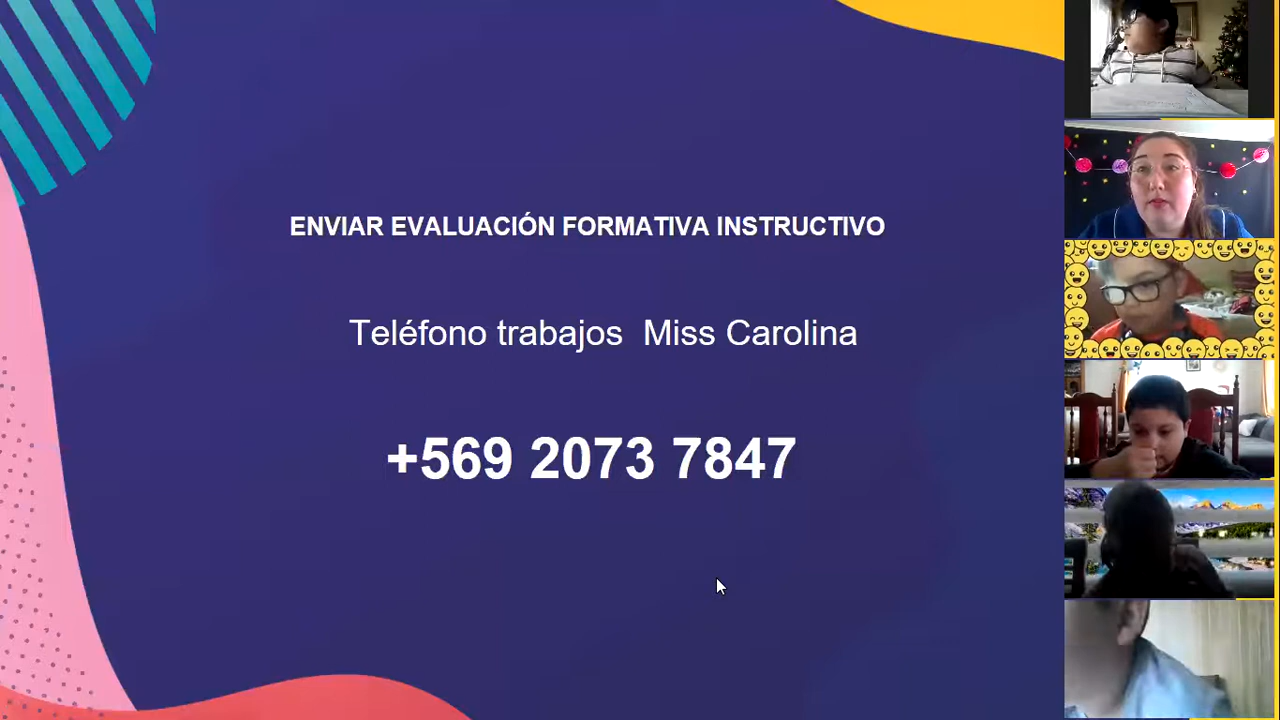 ENVIAR EVALUACIÓN FORMATIVA INSTRUCTIVO
Teléfono trabajos Miss Carolina
+569 2073 7847